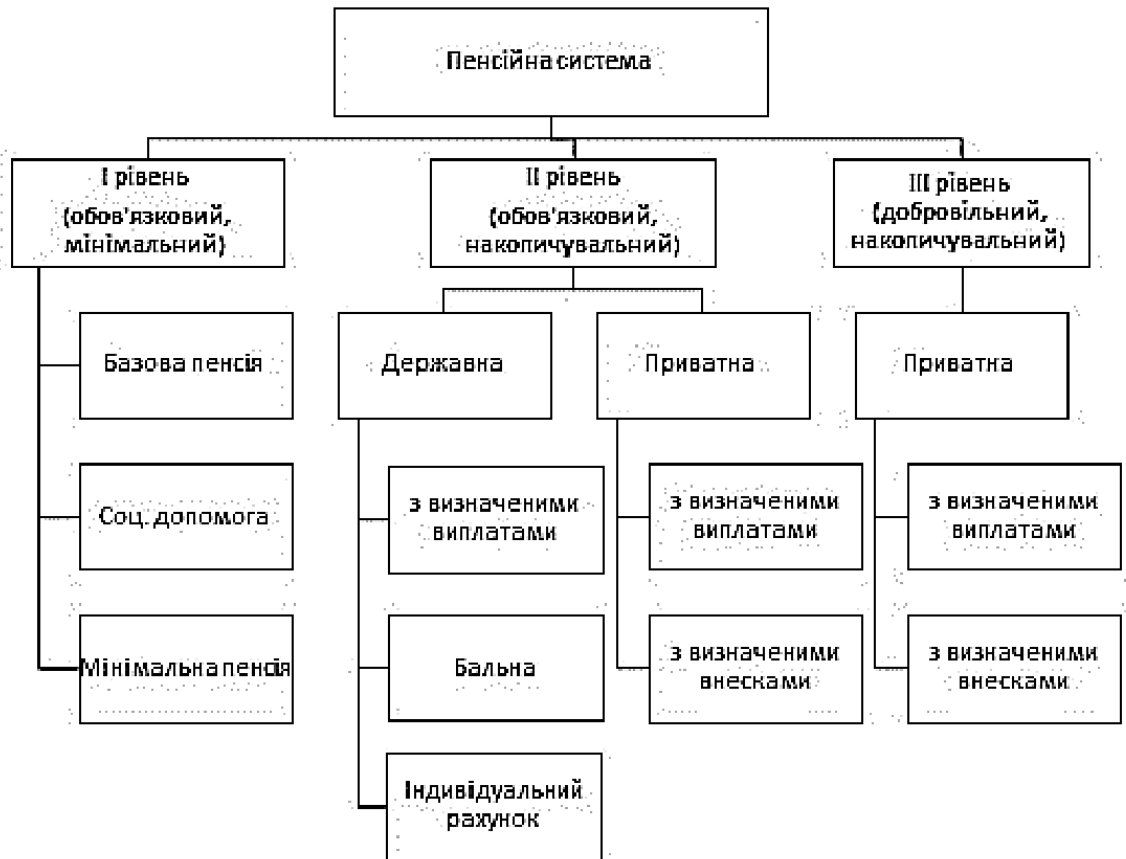 Пенсійна система
І рівень
(обов'язковий,
мінімальний)
ІІ рівень
(обов'язковий,
накопичувальний)
ІІІ рівень
(добровільний,
накопичувальний)
Базова пенсія
Соц. допомога
Мінімальна пенсія
Державна
з визначеними
виплатами
Бальна
Індивідуальний
рахунок
Приватна
з визначеними
виплатами
з визначеними
внесками
Приватна
з визначеними
виплатами
з визначеними
внесками